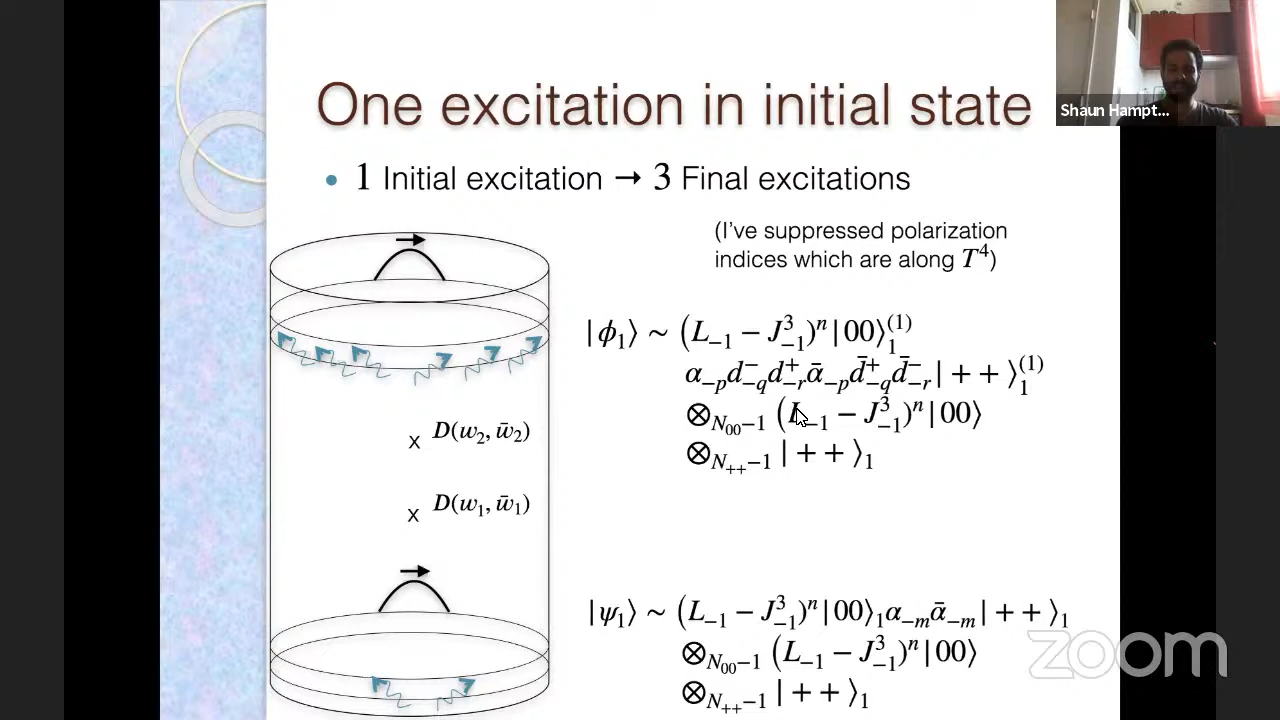 One excitation in initial state
Shaun Hampt...
• 1 Initial excitation → 3 Final excitations
(I've suppressed polarization
indices which are along T⁴)
|ϕ₁⟩ ~ (L₋₁ − J³₋₁)ⁿ|00⟩₁⁽¹⁾
α₋ₚd⁻_{-q}d⁺_{-r}ᾱ₋ₚd̄⁺_{-q}d̄⁻_{-r}|++⟩₁⁽¹⁾
⊗_{N₀₀−1} (L₋₁ − J³₋₁)ⁿ|00⟩
⊗_{N₊₊−1} |++⟩₁
x D(w₂, w̄₂)
x D(w₁, w̄₁)
|ψ₁⟩ ~ (L₋₁ − J³₋₁)ⁿ|00⟩₁α₋ₘᾱ₋ₘ|++⟩₁
⊗_{N₀₀−1} (L₋₁ − J³₋₁)ⁿ|00⟩
⊗_{N₊₊−1} |++⟩₁
zoom